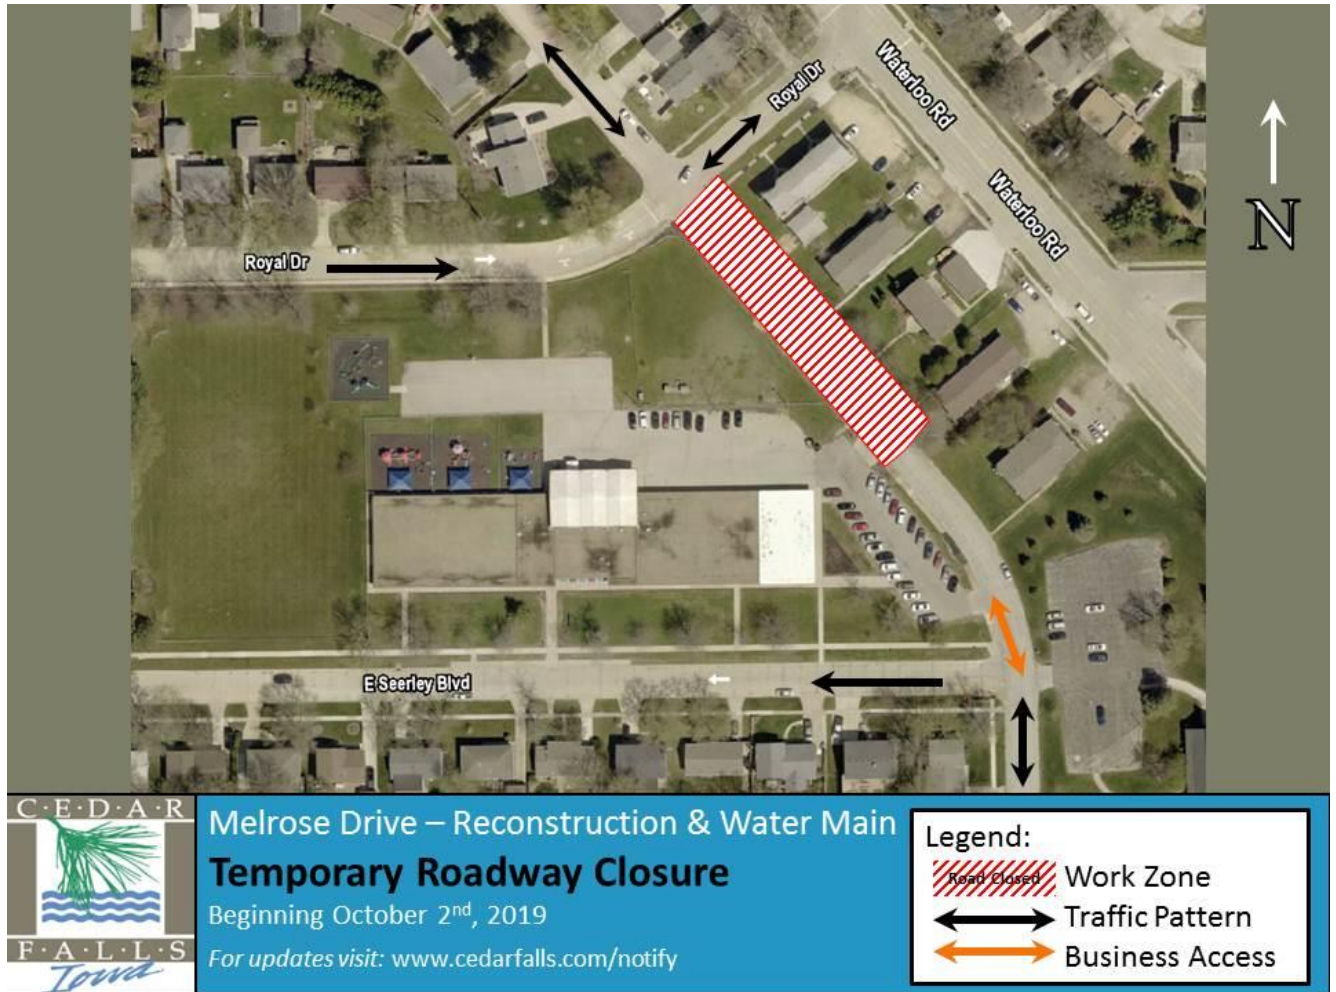 Royal Dr
Waterloo Rd
Waterloo Rd
Royal Dr
N
E Seerley Blvd
C·E·D·A·R
F·A·L·L·S
Iowa
Melrose Drive – Reconstruction & Water Main
Temporary Roadway Closure
Beginning October 2nd, 2019
For updates visit: www.cedarfalls.com/notify
Legend:
Road Closed Work Zone
Traffic Pattern
Business Access